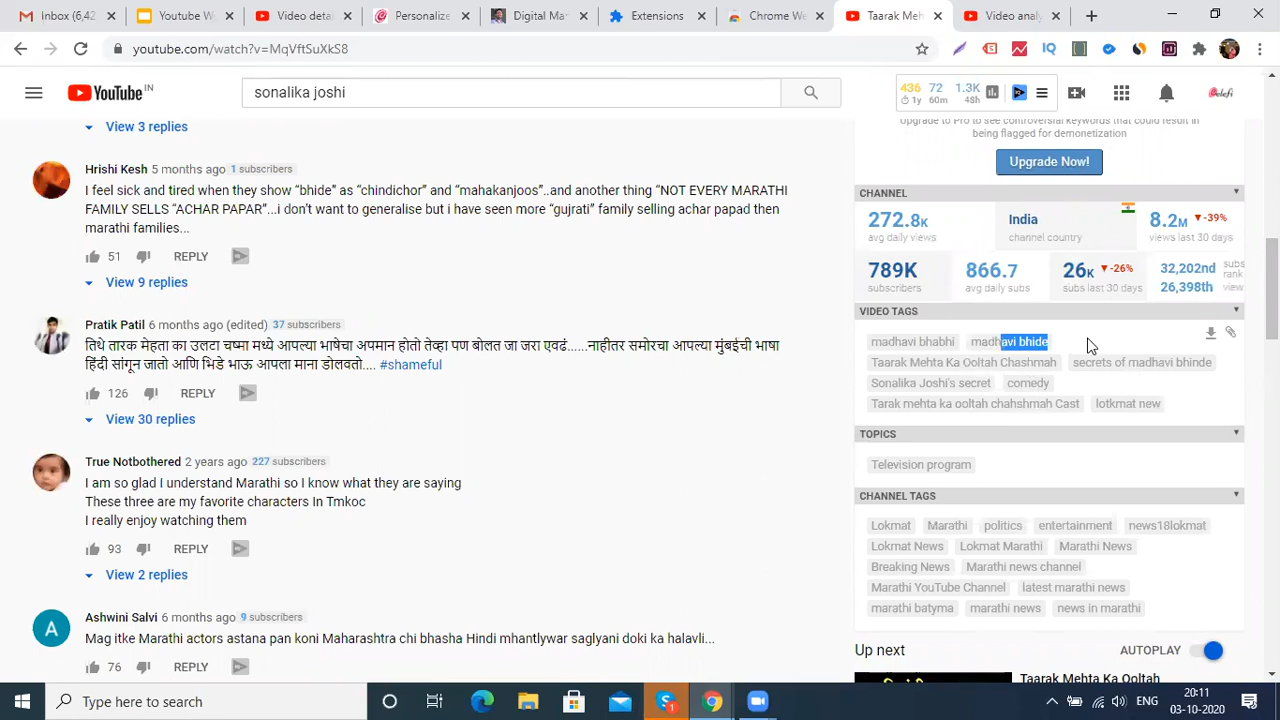 Inbox (6,42
Youtube W
Video deta
Personalize
Digital Ma
Extensions
Chrome We
Taarak Meh
Video analy
youtube.com/watch?v=MqVftSuXkS8
YouTube IN
sonalika joshi
436 72 1.3K
1y 60m 48h
View 3 replies
Upgrade to Pro to see controversial keywords that could result in
being flagged for demonetization
Upgrade Now!
Hrishi Kesh 5 months ago 1 subscribers
I feel sick and tired when they show “bhide” as “chindichor” and “mahakanjoos”..and another thing “NOT EVERY MARATHI
FAMILY SELLS “ACHAR PAPAR”...i don't want to generalise but i have seen more “gujrati” family selling achar papad then
marathi families...
51 REPLY
View 9 replies
CHANNEL
272.8K India 8.2M -39%
avg daily views channel country views last 30 days
789K 866.7 26K -26% 32,202nd subs rank
subscribers avg daily subs subs last 30 days 26,398th view
Pratik Patil 6 months ago (edited) 37 subscribers
तिथे तारक मेहता का उलटा चष्मा मध्ये आपल्या भाषेचा अपमान होतो तेव्हा पण बोलत जा जरा एवढं......नाहीतर समोरचा आपल्या मुंबईची भाषा
हिंदी सांगून जातो आणि भिडे भाऊ आपला माना डोलवतो.... #shameful
126 REPLY
View 30 replies
VIDEO TAGS
madhavi bhabhi madhavi bhide
Taarak Mehta Ka Ooltah Chashmah secrets of madhavi bhinde
Sonalika Joshi's secret comedy
Tarak mehta ka ooltah chahshmah Cast lotkmat new
TOPICS
Television program
True Notbothered 2 years ago 227 subscribers
I am so glad I understand Marathi so I know what they are saying
These three are my favorite characters In Tmkoc
I really enjoy watching them
93 REPLY
View 2 replies
CHANNEL TAGS
Lokmat Marathi politics entertainment news18lokmat
Lokmat News Lokmat Marathi Marathi News
Breaking News Marathi news channel
Marathi YouTube Channel latest marathi news
marathi batyma marathi news news in marathi
Ashwini Salvi 6 months ago 9 subscribers
A
Mag itke Marathi actors astana pan koni Maharashtra chi bhasha Hindi mhantlywar saglyani doki ka halavli...
76 REPLY
Up next AUTOPLAY
Taarak Mehta Ka Ooltah
Type here to search
ENG
20:11
03-10-2020